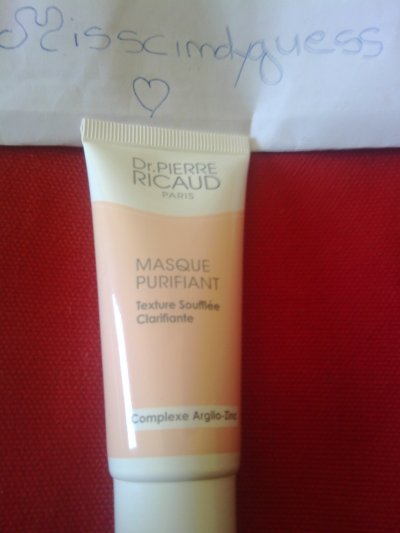 Misscindyguess
Dr.PIERRE
RICAUD
PARIS
MASQUE
PURIFIANT
Texture Soufflée
Clarifiante
Complexe Argilo-Zinc